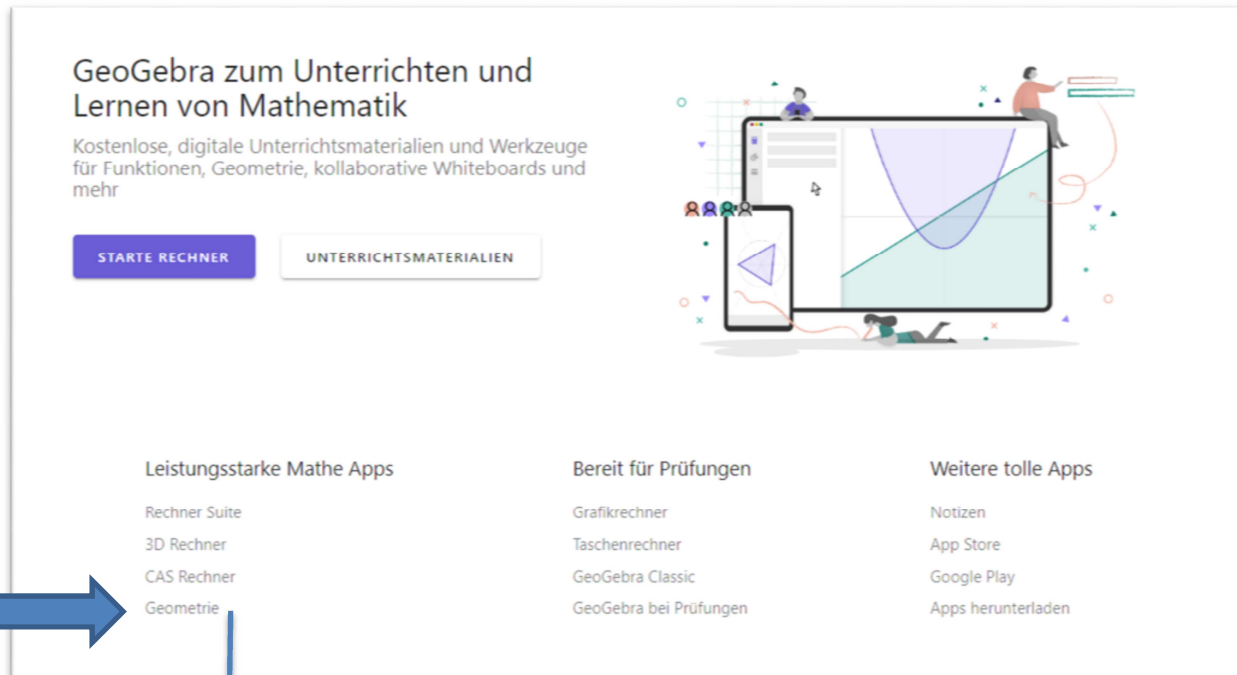 GeoGebra zum Unterrichten und
Lernen von Mathematik
Kostenlose, digitale Unterrichtsmaterialien und Werkzeuge
für Funktionen, Geometrie, kollaborative Whiteboards und
mehr
STARTE RECHNER
UNTERRICHTSMATERIALIEN
Leistungsstarke Mathe Apps
Rechner Suite
3D Rechner
CAS Rechner
Geometrie
Bereit für Prüfungen
Grafikrechner
Taschenrechner
GeoGebra Classic
GeoGebra bei Prüfungen
Weitere tolle Apps
Notizen
App Store
Google Play
Apps herunterladen